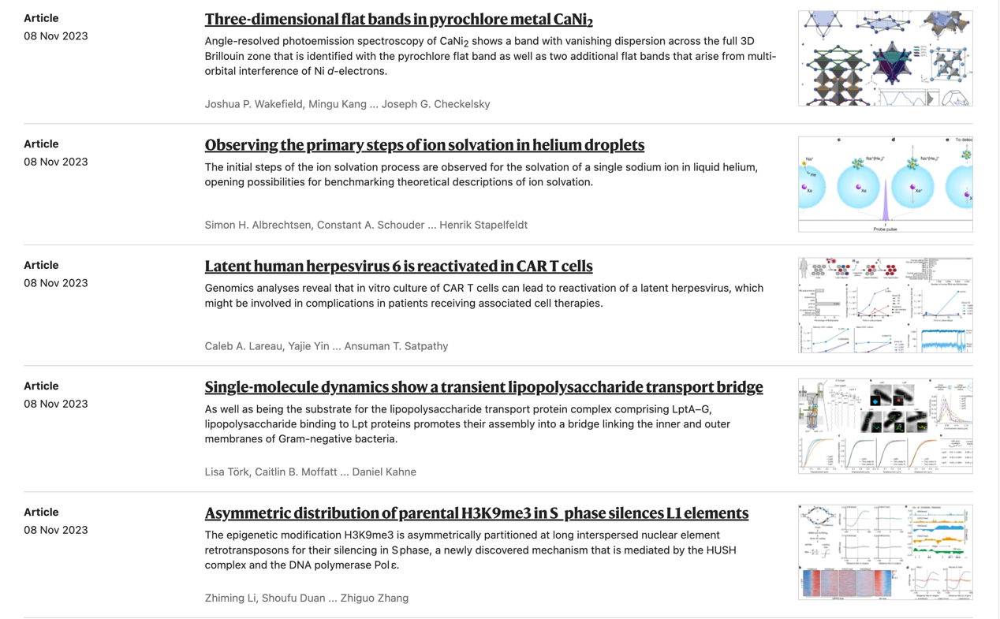 Article
08 Nov 2023
Three-dimensional flat bands in pyrochlore metal CaNi₂
Angle-resolved photoemission spectroscopy of CaNi₂ shows a band with vanishing dispersion across the full 3D
Brillouin zone that is identified with the pyrochlore flat band as well as two additional flat bands that arise from multi-
orbital interference of Ni d-electrons.
Joshua P. Wakefield, Mingu Kang ... Joseph G. Checkelsky
Article
08 Nov 2023
Observing the primary steps of ion solvation in helium droplets
The initial steps of the ion solvation process are observed for the solvation of a single sodium ion in liquid helium,
opening possibilities for benchmarking theoretical descriptions of ion solvation.
Simon H. Albrechtsen, Constant A. Schouder ... Henrik Stapelfeldt
c d e To detec
Na⁺
He
Xe
Xe
Xe⁺
Probe pulse
Article
08 Nov 2023
Latent human herpesvirus 6 is reactivated in CAR T cells
Genomics analyses reveal that in vitro culture of CAR T cells can lead to reactivation of a latent herpesvirus, which
might be involved in complications in patients receiving associated cell therapies.
Caleb A. Lareau, Yajie Yin ... Ansuman T. Satpathy
Article
08 Nov 2023
Single-molecule dynamics show a transient lipopolysaccharide transport bridge
As well as being the substrate for the lipopolysaccharide transport protein complex comprising LptA–G,
lipopolysaccharide binding to Lpt proteins promotes their assembly into a bridge linking the inner and outer
membranes of Gram-negative bacteria.
Lisa Törk, Caitlin B. Moffatt ... Daniel Kahne
Article
08 Nov 2023
Asymmetric distribution of parental H3K9me3 in S phase silences L1 elements
The epigenetic modification H3K9me3 is asymmetrically partitioned at long interspersed nuclear element
retrotransposons for their silencing in S phase, a newly discovered mechanism that is mediated by the HUSH
complex and the DNA polymerase Pol ε.
Zhiming Li, Shoufu Duan ... Zhiguo Zhang